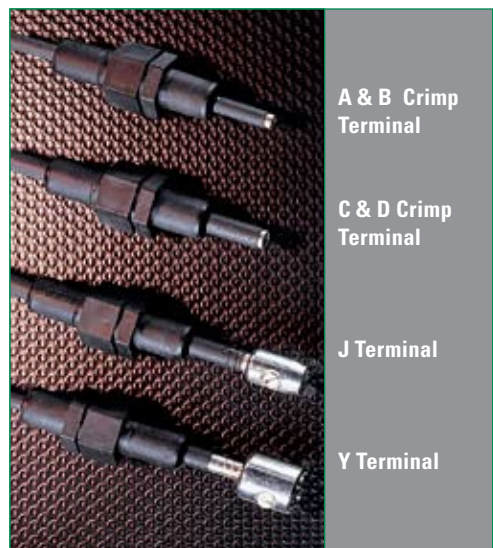 A & B Crimp
Terminal
C & D Crimp
Terminal
J Terminal
Y Terminal